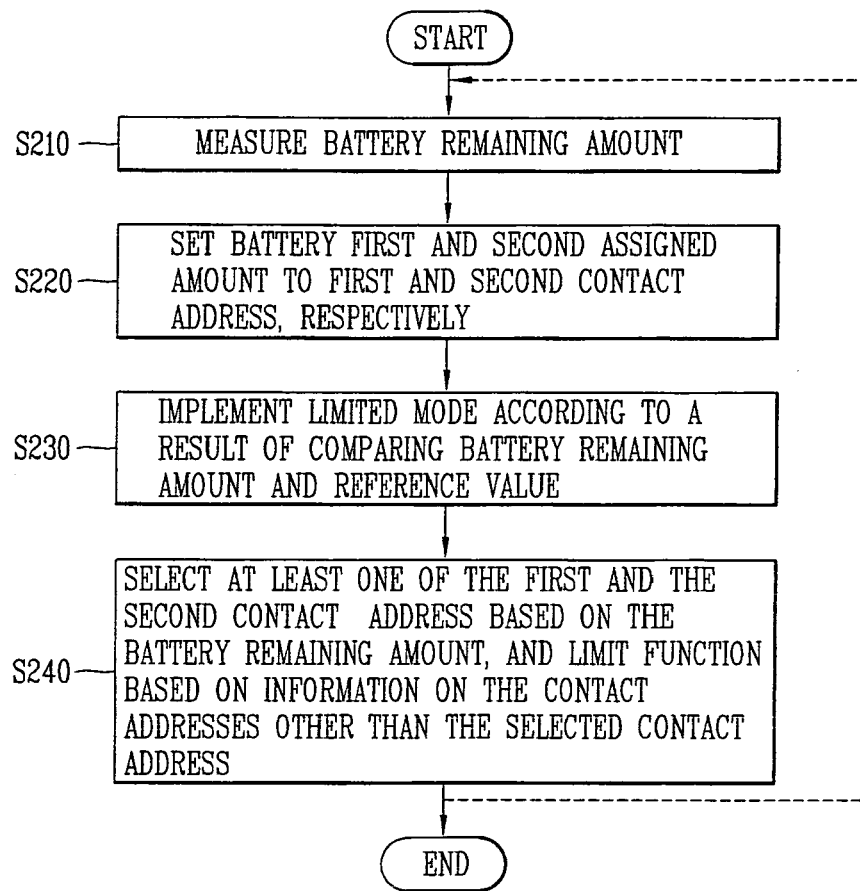 START
S210
MEASURE BATTERY REMAINING AMOUNT
S220
SET BATTERY FIRST AND SECOND ASSIGNED
AMOUNT TO FIRST AND SECOND CONTACT
ADDRESS, RESPECTIVELY
S230
IMPLEMENT LIMITED MODE ACCORDING TO A
RESULT OF COMPARING BATTERY REMAINING
AMOUNT AND REFERENCE VALUE
S240
SELECT AT LEAST ONE OF THE FIRST AND THE
SECOND CONTACT ADDRESS BASED ON THE
BATTERY REMAINING AMOUNT, AND LIMIT FUNCTION
BASED ON INFORMATION ON THE CONTACT
ADDRESSES OTHER THAN THE SELECTED CONTACT
ADDRESS
END